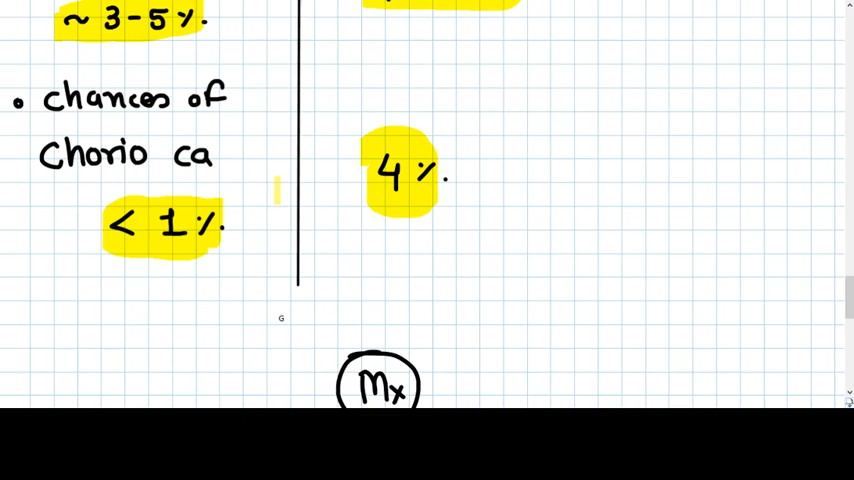 ~ 3-5 %.
• chances of
Chorio ca
4 %.
< 1 %.
G
Mx